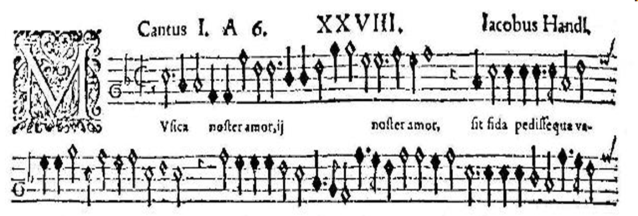 Cantus I. A 6. XXVIII. Iacobus Handl.
M
Vsica noster amor, ij noster amor, sit fida pedissequa va-